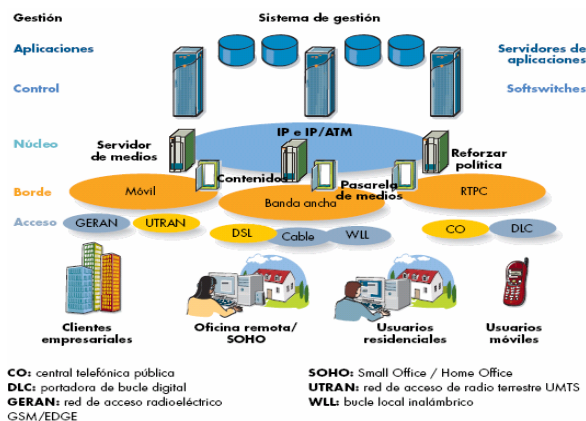 Gestión
Sistema de gestión
Aplicaciones
Servidores de
aplicaciones
Control
Softswitches
Núcleo
IP e IP/ATM
Servidor
de medios
Reforzar
política
Contenidos
Pasarela
de medios
Borde
Móvil
Banda ancha
RTPC
Acceso
GERAN
UTRAN
DSL
Cable
WLL
CO
DLC
Clientes
empresariales
Oficina remota/
SOHO
Usuarios
residenciales
Usuarios
móviles
CO: central telefónica pública
DLC: portadora de bucle digital
GERAN: red de acceso radioeléctrico
GSM/EDGE
SOHO: Small Office / Home Office
UTRAN: red de acceso de radio terrestre UMTS
WLL: bucle local inalámbrico